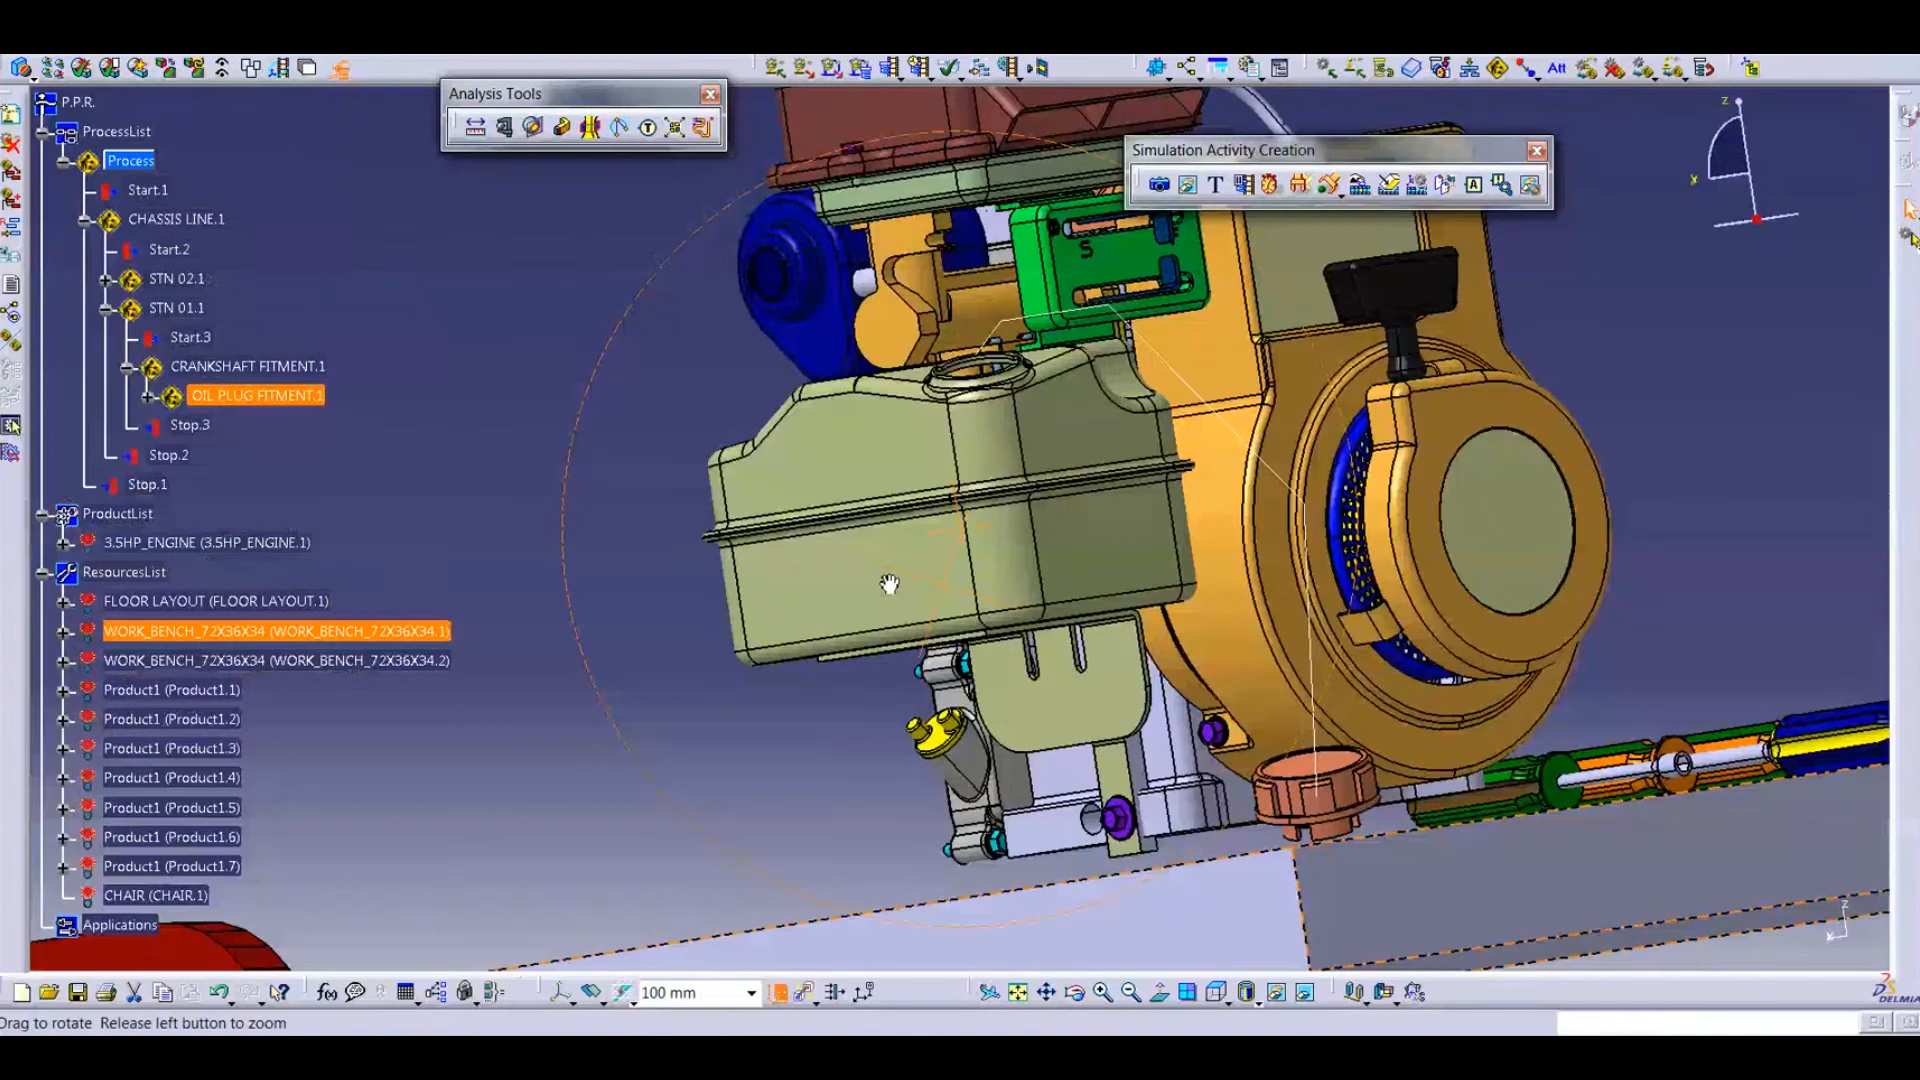 Analysis Tools
Simulation Activity Creation
Att
P.P.R.
ProcessList
Process
Start.1
CHASSIS LINE.1
Start.2
STN 02.1
STN 01.1
Start.3
CRANKSHAFT FITMENT.1
OIL PLUG FITMENT.1
Stop.3
Stop.2
Stop.1
ProductList
3.5HP_ENGINE (3.5HP_ENGINE.1)
ResourcesList
FLOOR LAYOUT (FLOOR LAYOUT.1)
WORK_BENCH_72X36X34 (WORK_BENCH_72X36X34.1)
WORK_BENCH_72X36X34 (WORK_BENCH_72X36X34.2)
Product1 (Product1.1)
Product1 (Product1.2)
Product1 (Product1.3)
Product1 (Product1.4)
Product1 (Product1.5)
Product1 (Product1.6)
Product1 (Product1.7)
CHAIR (CHAIR.1)
Applications
S
z
x
z
x
f(x)
100 mm
DELMIA
Drag to rotate Release left button to zoom